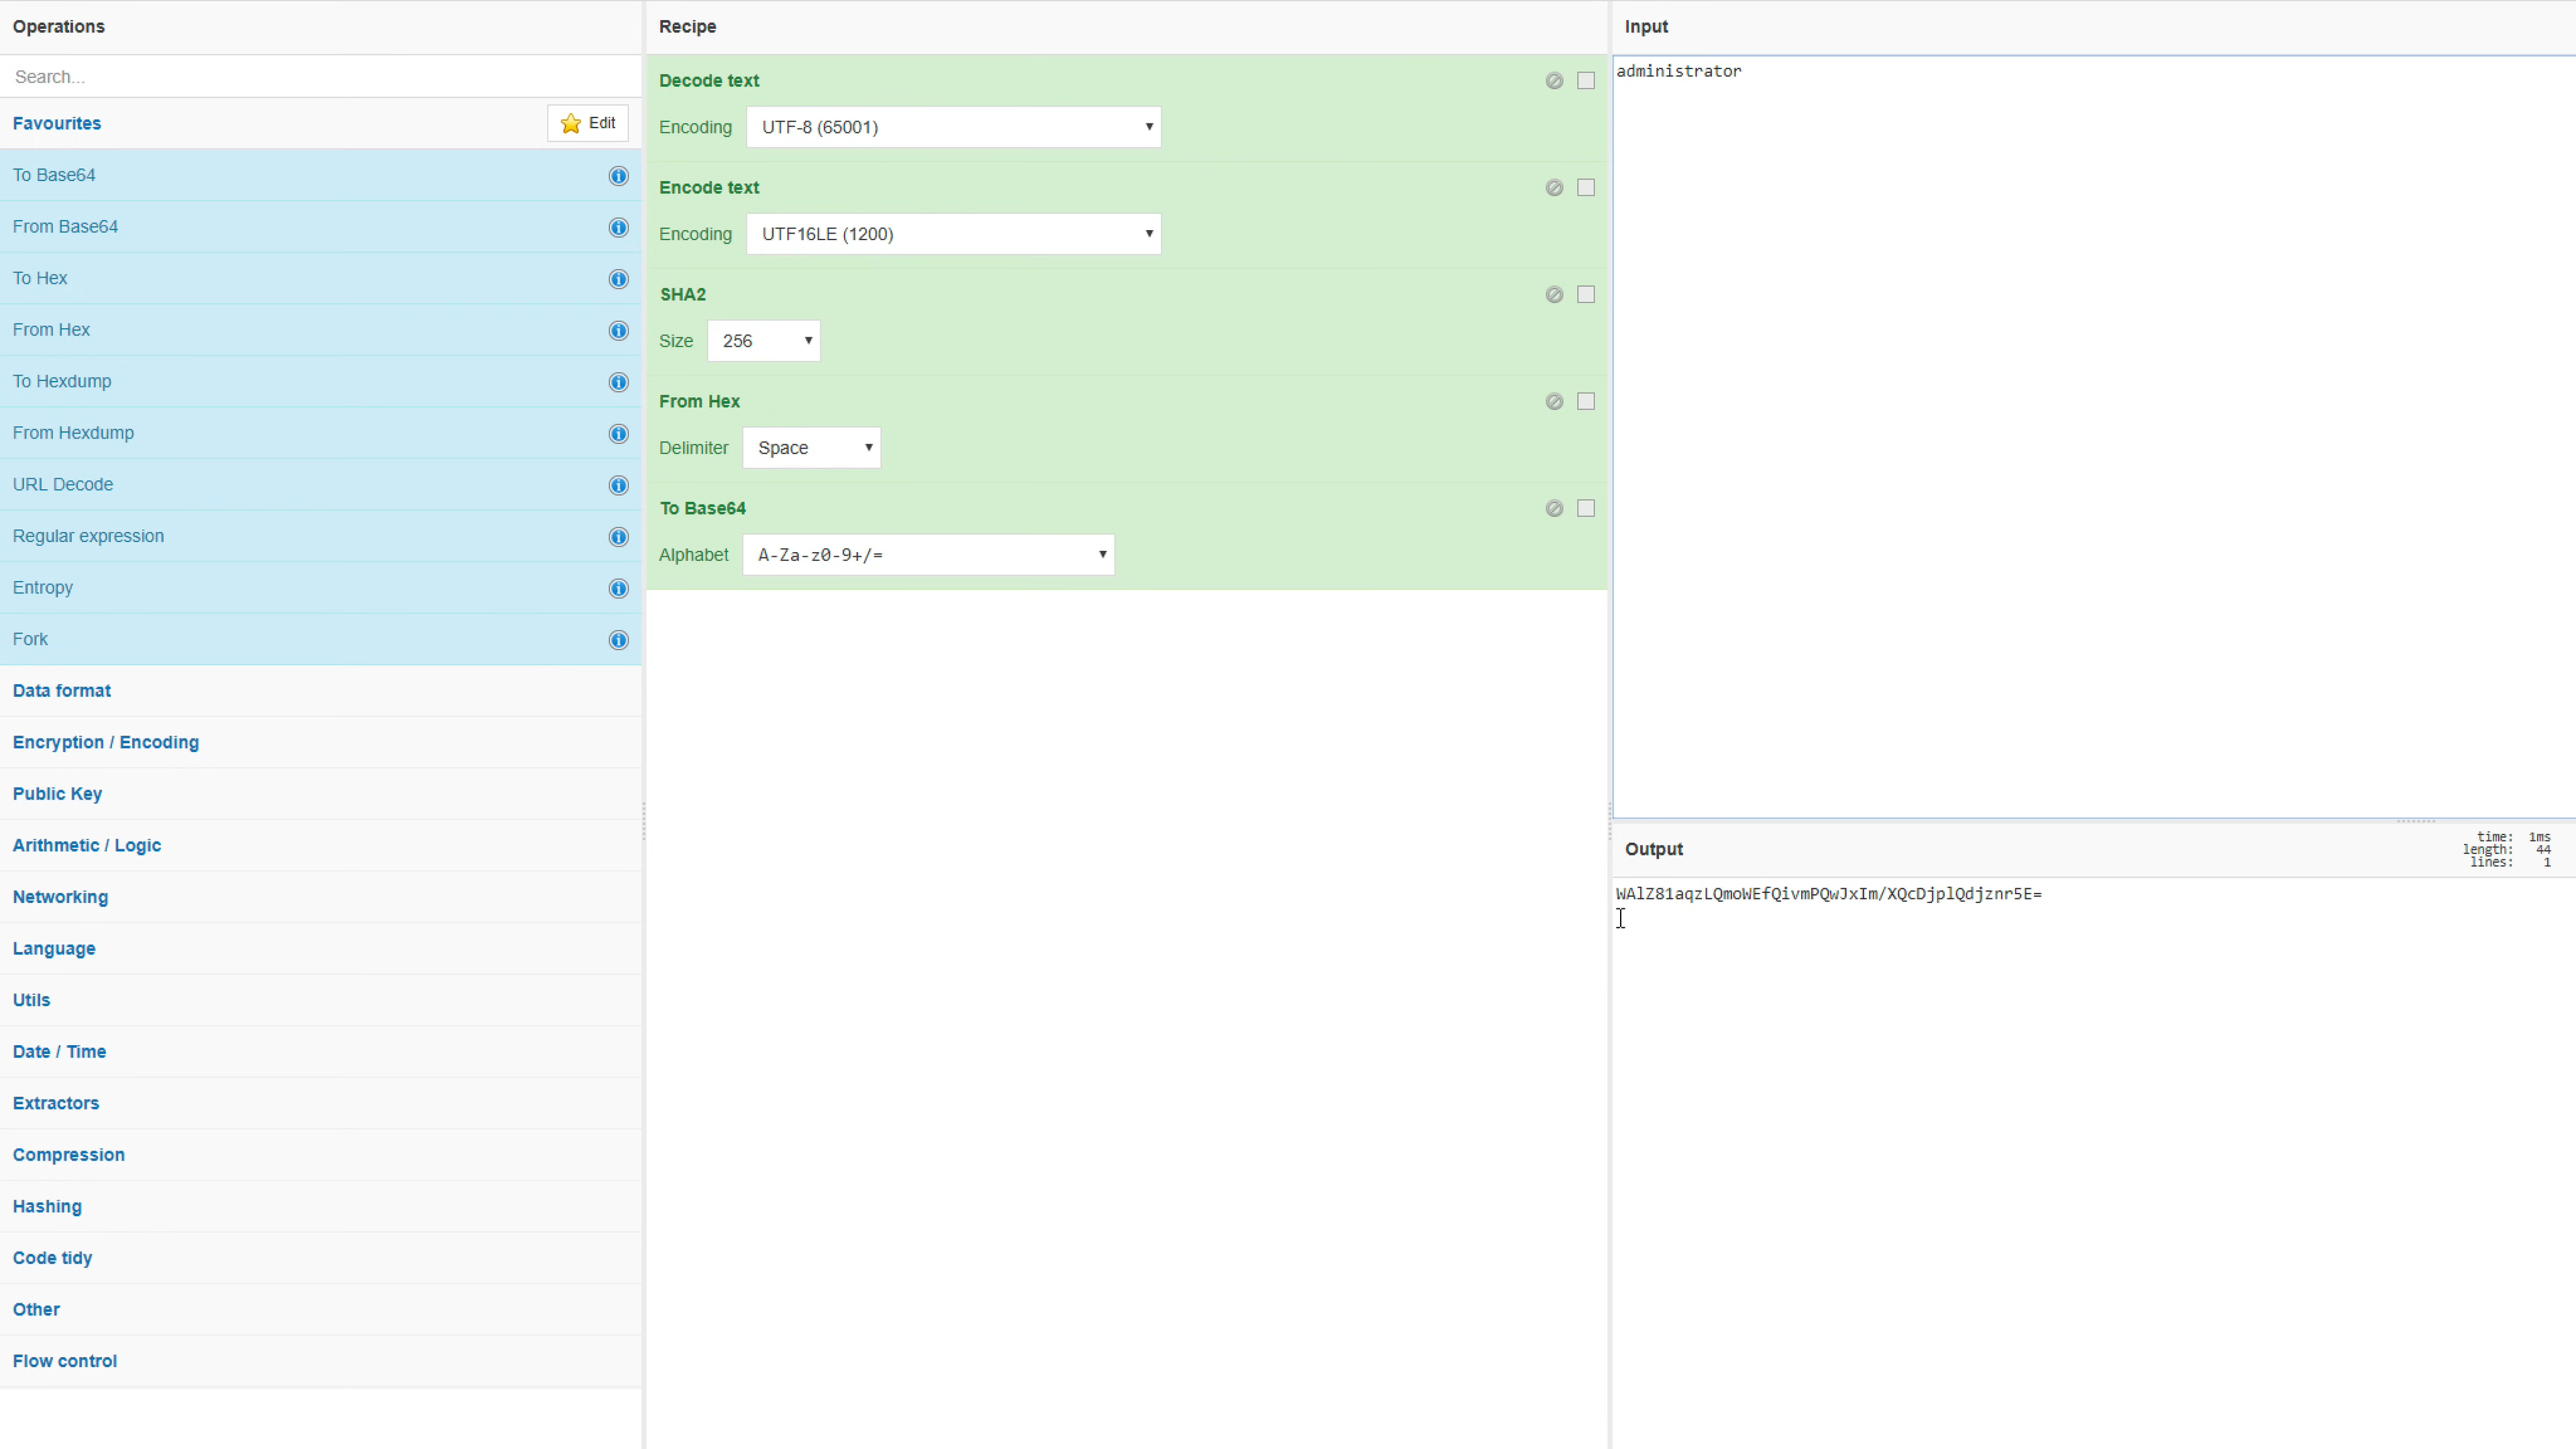 Operations
Search...
Favourites
Edit
To Base64
From Base64
To Hex
From Hex
To Hexdump
From Hexdump
URL Decode
Regular expression
Entropy
Fork
Data format
Encryption / Encoding
Public Key
Arithmetic / Logic
Networking
Language
Utils
Date / Time
Extractors
Compression
Hashing
Code tidy
Other
Flow control
Recipe
Decode text
Encoding UTF-8 (65001)
Encode text
Encoding UTF16LE (1200)
SHA2
Size 256
From Hex
Delimiter Space
To Base64
Alphabet A-Za-z0-9+/=
Input
administrator
Output
time: 1ms
length: 44
lines: 1
WAlZ81aqzLQmoWEfQivmPQwJxIm/XQcDjplQdjznr5E=